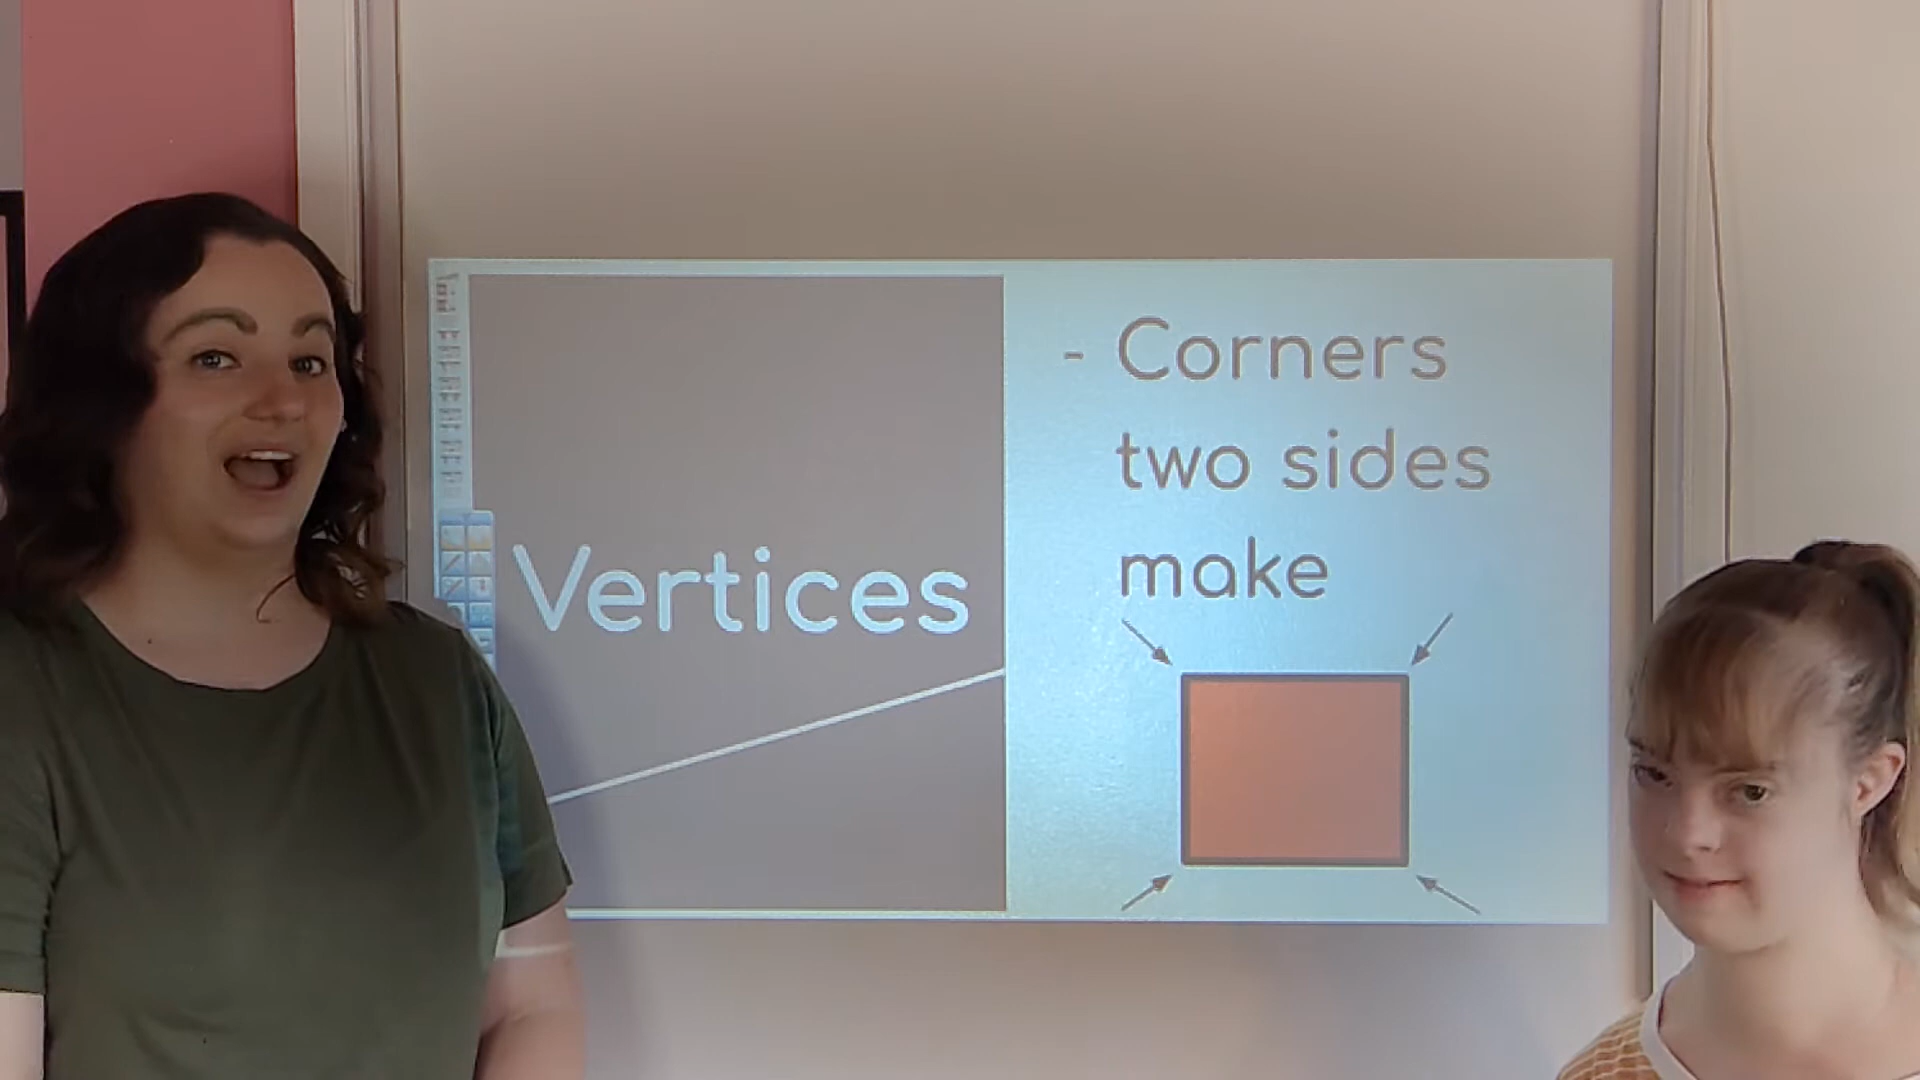 Vertices
- Corners
two sides
make